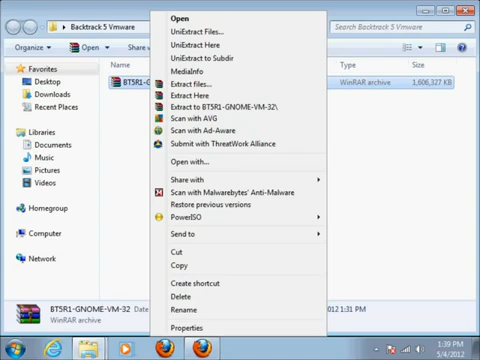 Backtrack 5 Vmware
Search Backtrack 5 Vmware
Organize
Open
Share w
Favorites
Desktop
Downloads
Recent Places
Libraries
Documents
Music
Pictures
Videos
Homegroup
Computer
Network
Name
BT5R1-G
Type
Size
WinRAR archive
1,606,327 KB
Open
UniExtract Files...
UniExtract Here
UniExtract to Subdir
MediaInfo
Extract files...
Extract Here
Extract to BT5R1-GNOME-VM-32\
Scan with AVG
Scan with Ad-Aware
Submit with ThreatWork Alliance
Open with...
Share with
Scan with Malwarebytes' Anti-Malware
Restore previous versions
PowerISO
Send to
Cut
Copy
Create shortcut
Delete
Rename
Properties
BT5R1-GNOME-VM-32
WinRAR archive
2012 1:31 PM
1:39 PM
5/4/2012